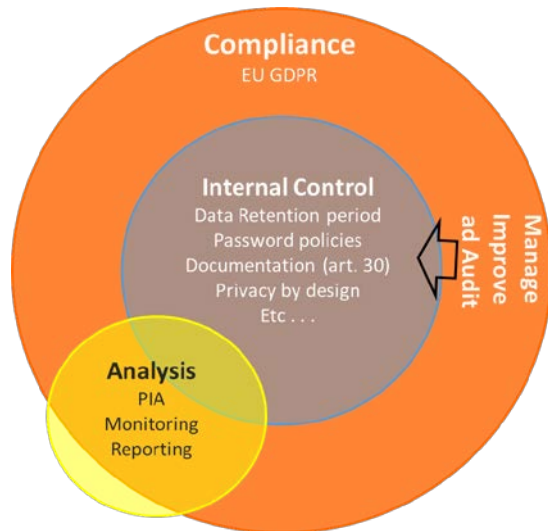 Compliance
EU GDPR
Internal Control
Data Retention period
Password policies
Documentation (art. 30)
Privacy by design
Etc . . .
Manage
Improve
ad Audit
Analysis
PIA
Monitoring
Reporting